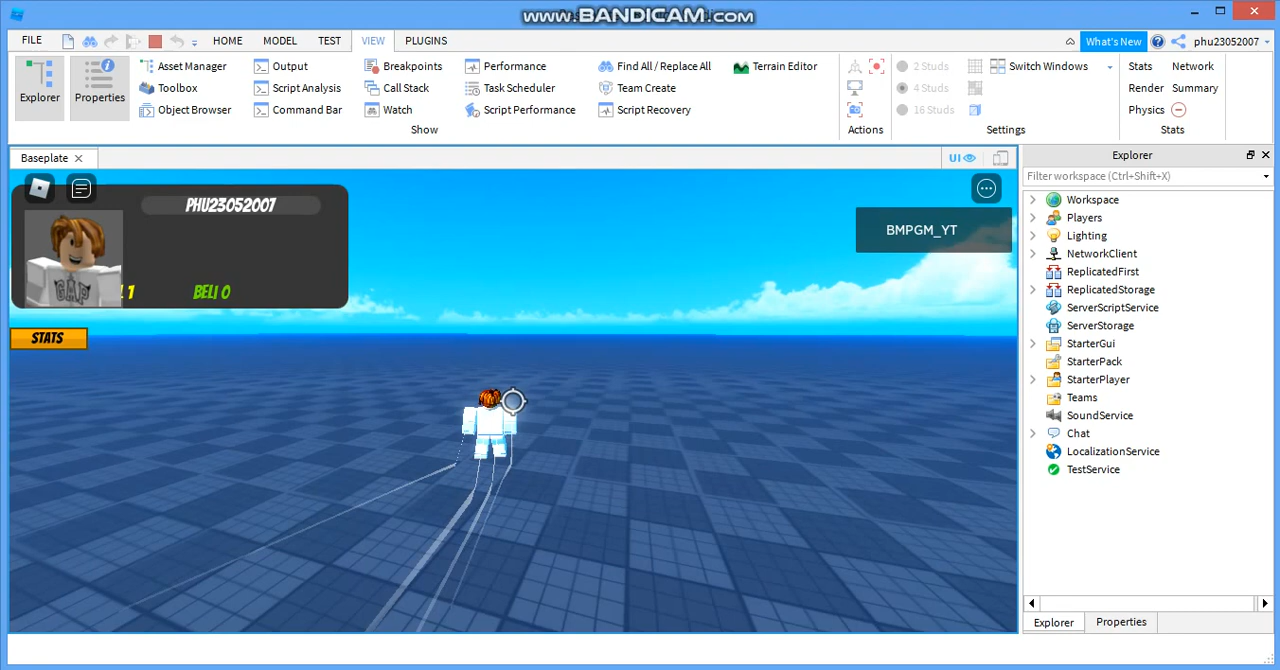 www.BANDICAM.com
FILE HOME MODEL TEST VIEW PLUGINS What's New phu23052007
Explorer Properties
Asset Manager Output Breakpoints Performance Find All / Replace All Terrain Editor
Toolbox Script Analysis Call Stack Task Scheduler Team Create
Object Browser Command Bar Watch Script Performance Script Recovery
Show
2 Studs Switch Windows
4 Studs
16 Studs
Actions Settings
Stats Network
Render Summary
Physics
Stats
Baseplate UI
PHU23052007
GAP
1 BELI 0
STATS
BMPGM_YT
Explorer
Filter workspace (Ctrl+Shift+X)
Workspace
Players
Lighting
NetworkClient
ReplicatedFirst
ReplicatedStorage
ServerScriptService
ServerStorage
StarterGui
StarterPack
StarterPlayer
Teams
SoundService
Chat
LocalizationService
TestService
Explorer Properties